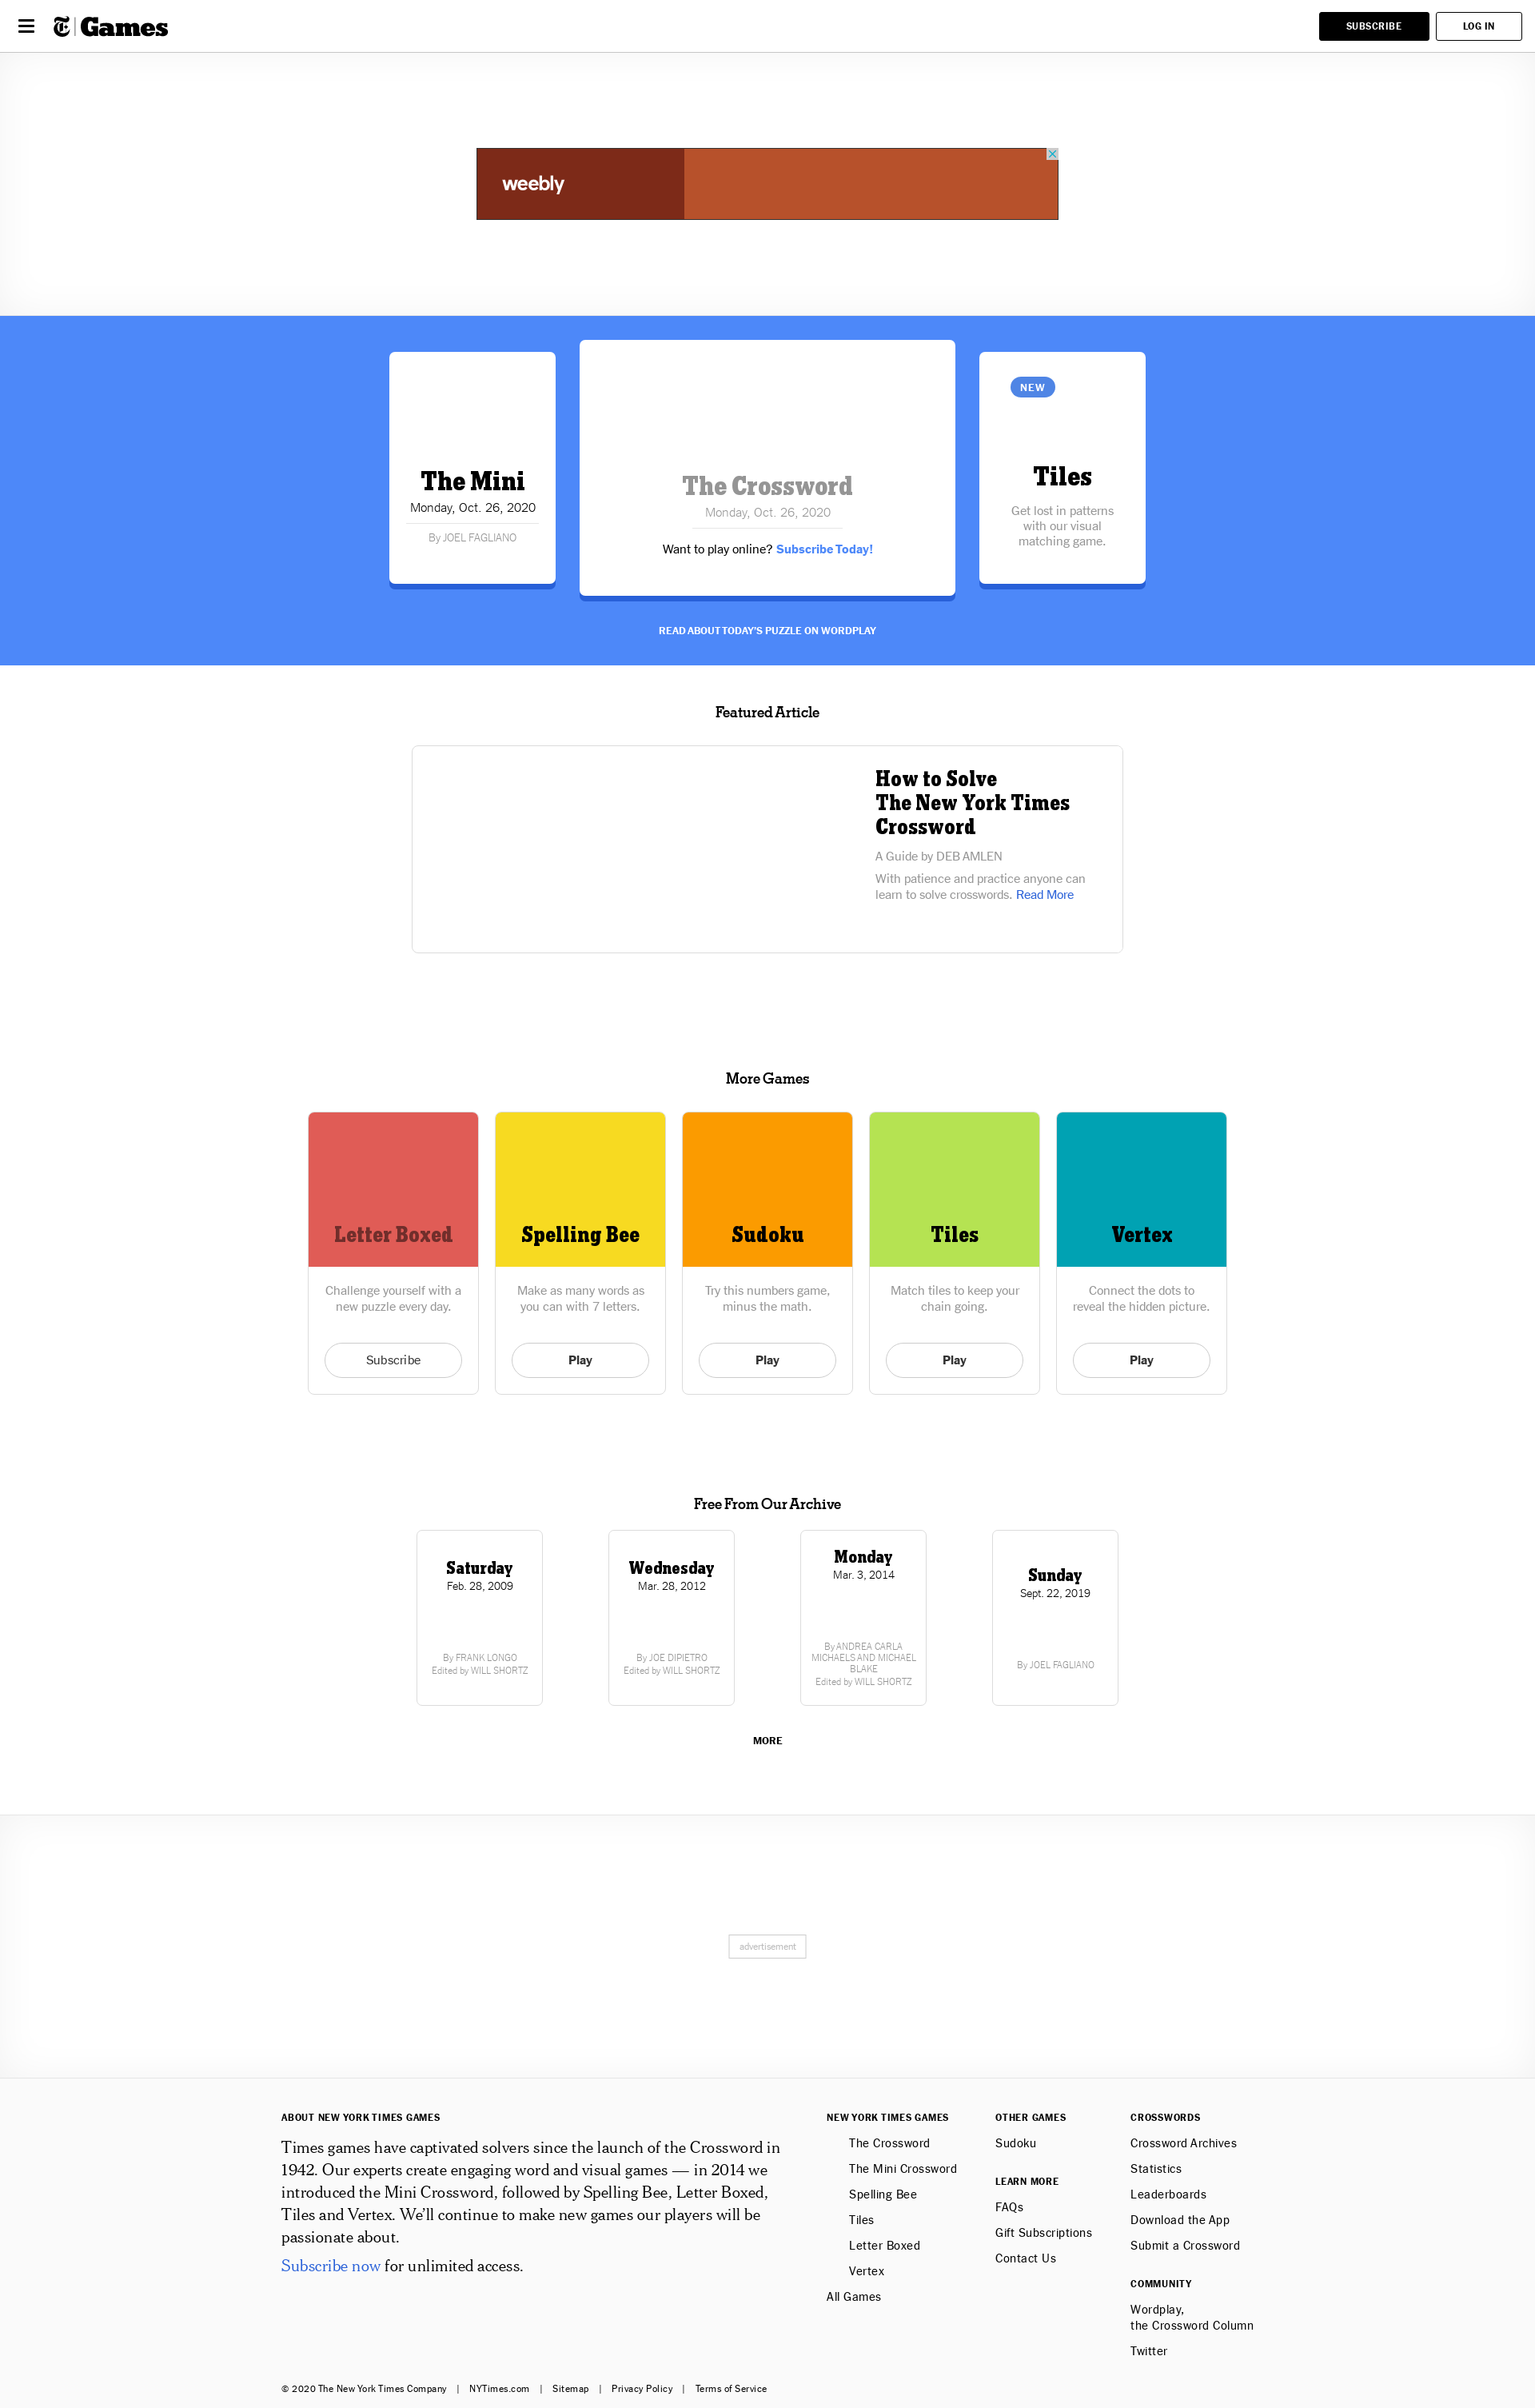 Games
SUBSCRIBE
LOG IN
weebly
The Mini
Monday, Oct. 26, 2020
By JOEL FAGLIANO
The Crossword
Monday, Oct. 26, 2020
Want to play online? Subscribe Today!
NEW
Tiles
Get lost in patterns
with our visual
matching game.
READ ABOUT TODAY'S PUZZLE ON WORDPLAY
Featured Article
How to Solve
The New York Times
Crossword
A Guide by DEB AMLEN
With patience and practice anyone can
learn to solve crosswords. Read More
More Games
Letter Boxed
Challenge yourself with a
new puzzle every day.
Subscribe
Spelling Bee
Make as many words as
you can with 7 letters.
Play
Sudoku
Try this numbers game,
minus the math.
Play
Tiles
Match tiles to keep your
chain going.
Play
Vertex
Connect the dots to
reveal the hidden picture.
Play
Free From Our Archive
Saturday
Feb. 28, 2009
By FRANK LONGO
Edited by WILL SHORTZ
Wednesday
Mar. 28, 2012
By JOE DIPIETRO
Edited by WILL SHORTZ
Monday
Mar. 3, 2014
By ANDREA CARLA
MICHAELS AND MICHAEL
BLAKE
Edited by WILL SHORTZ
Sunday
Sept. 22, 2019
By JOEL FAGLIANO
MORE
advertisement
ABOUT NEW YORK TIMES GAMES
Times games have captivated solvers since the launch of the Crossword in
1942. Our experts create engaging word and visual games — in 2014 we
introduced the Mini Crossword, followed by Spelling Bee, Letter Boxed,
Tiles and Vertex. We’ll continue to make new games our players will be
passionate about.
Subscribe now for unlimited access.
NEW YORK TIMES GAMES
The Crossword
The Mini Crossword
Spelling Bee
Tiles
Letter Boxed
Vertex
All Games
OTHER GAMES
Sudoku
LEARN MORE
FAQs
Gift Subscriptions
Contact Us
CROSSWORDS
Crossword Archives
Statistics
Leaderboards
Download the App
Submit a Crossword
COMMUNITY
Wordplay,
the Crossword Column
Twitter
© 2020 The New York Times Company | NYTimes.com | Sitemap | Privacy Policy | Terms of Service